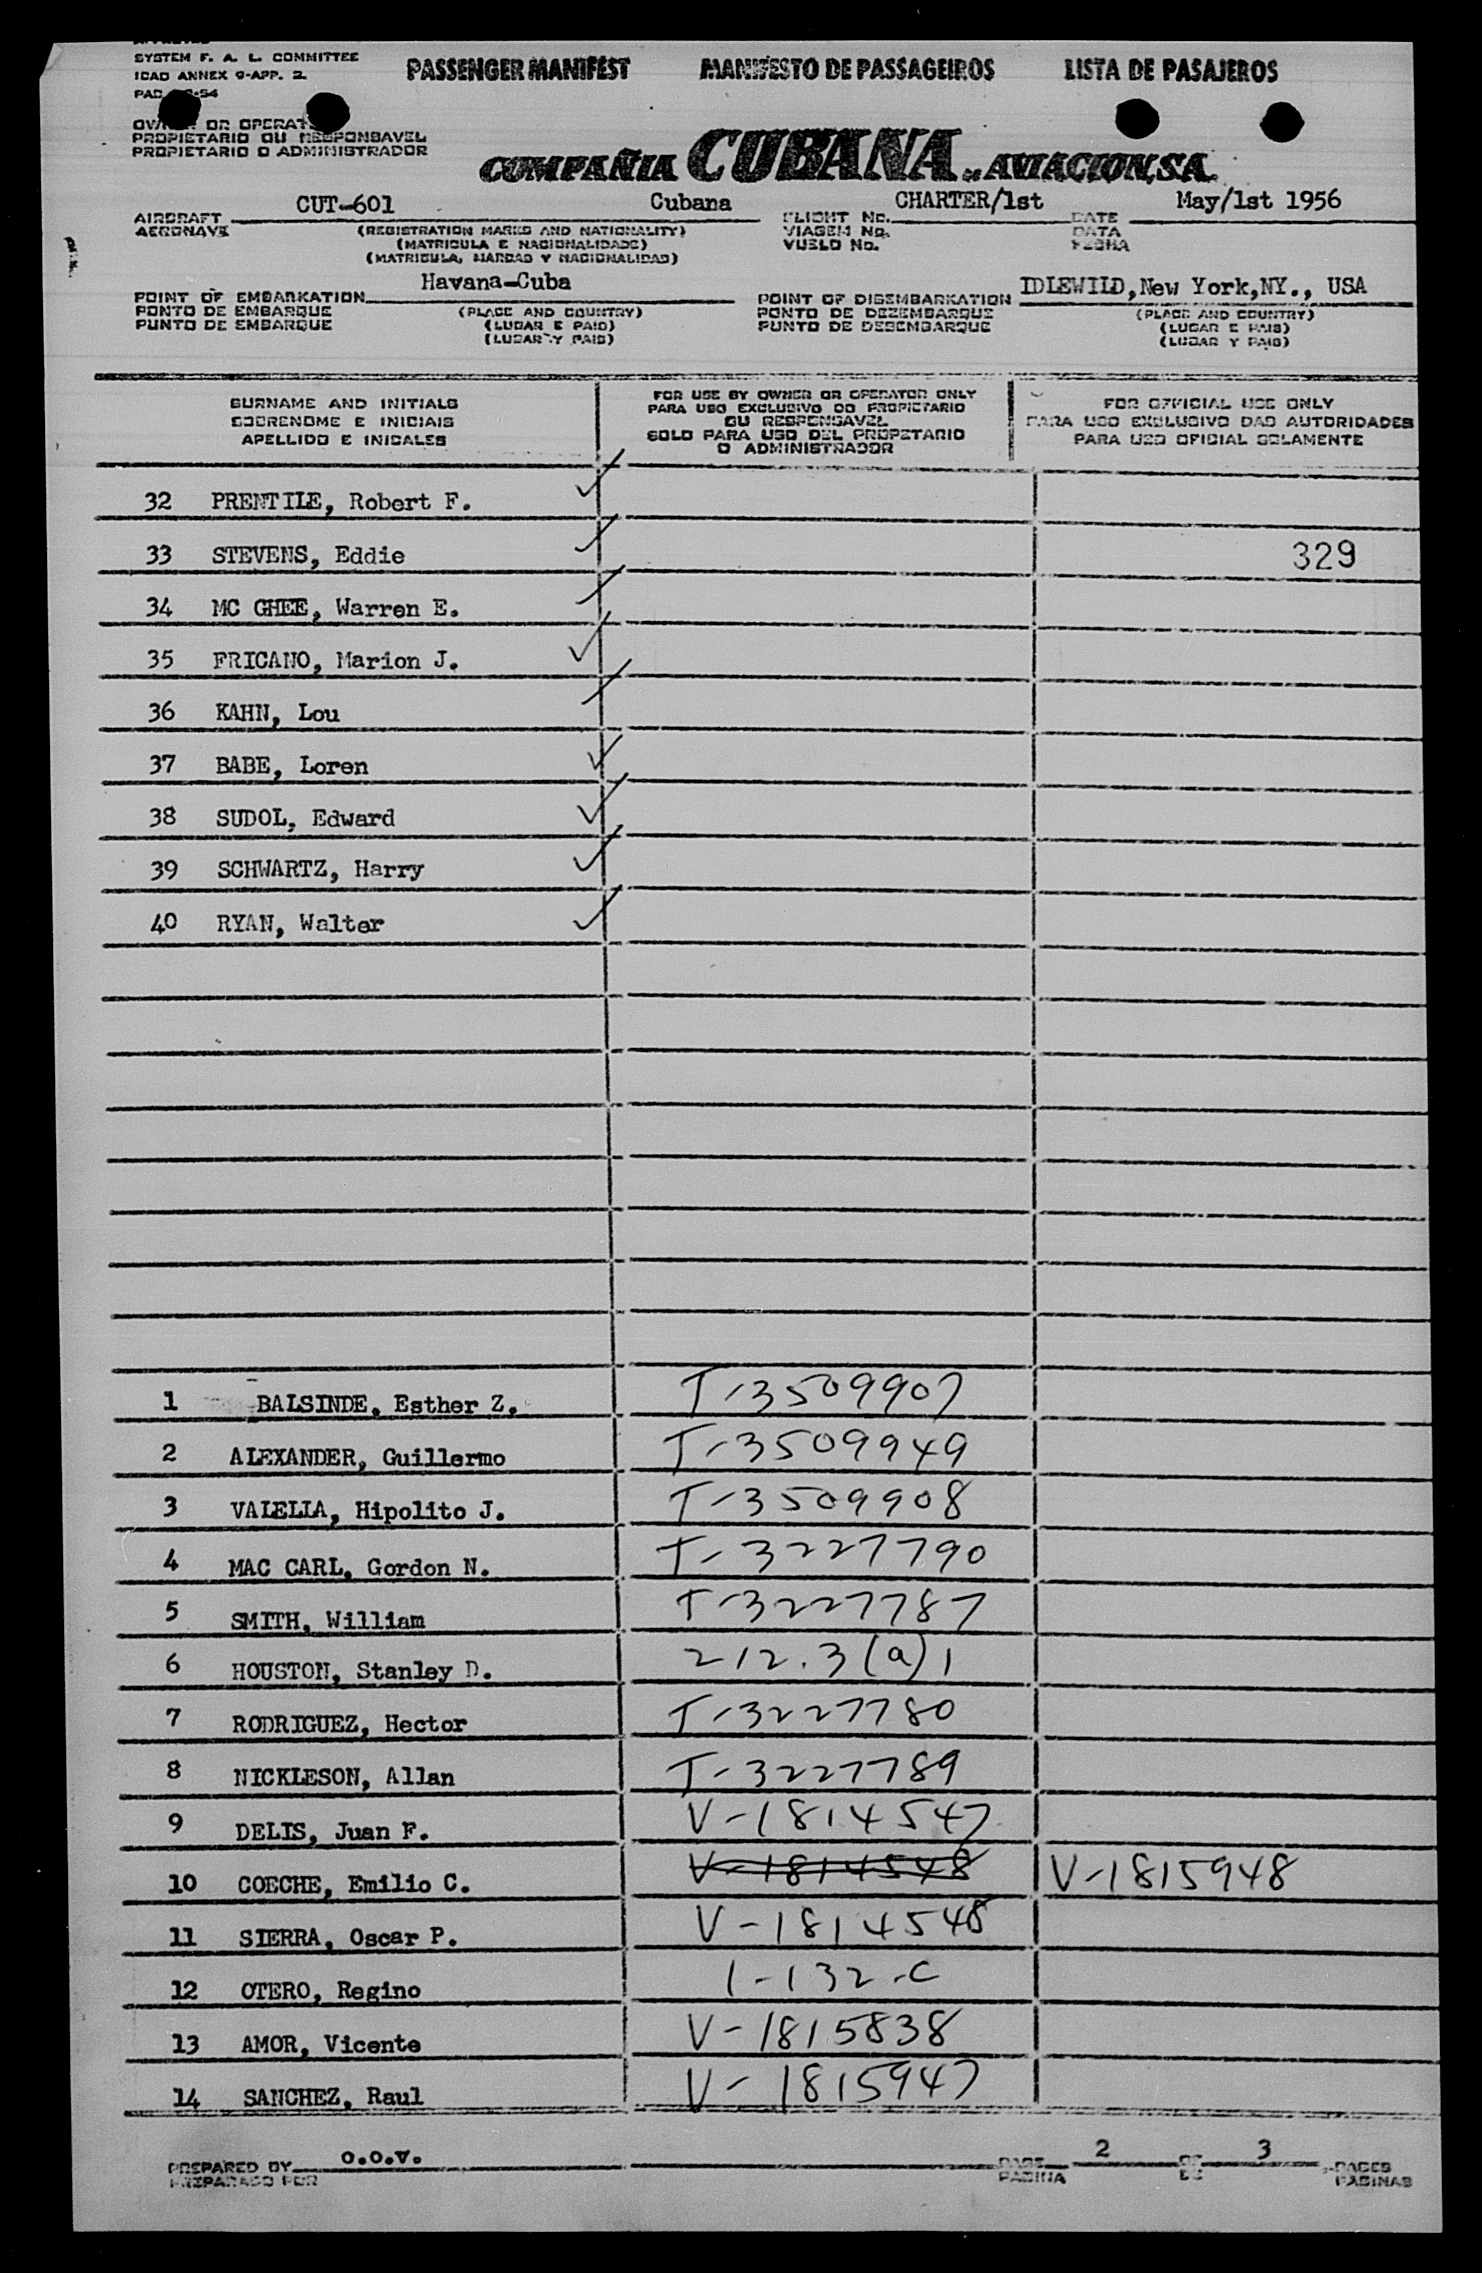 SYSTEM F. A. L. COMMITTEE
ICAO ANNEX 9-APP. 2.
PASSENGER MANIFEST MANIFESTO DE PASSAGEIROS LISTA DE PASAJEROS
PROPIETARIO OU RESPONSAVEL
PROPIETARIO O ADMINISTRADOR
COMPAÑIA CUBANA DE AVIACION, S.A.
CUT-601 Cubana CHARTER/1st May/1st 1956
AIRCRAFT FLIGHT No. DATE
AERONAVE (REGISTRATION MARKS AND NATIONALITY) VIAGEM No. DATA
(MATRICULA E NACIONALIDADE) VUELO No. FECHA
(MATRICULA, MARCAS Y NACIONALIDAD)
Havana-Cuba IDLEWILD,New York,NY., USA
POINT OF EMBARKATION POINT OF DISEMBARKATION
PONTO DE EMBARQUE (PLACE AND COUNTRY) PONTO DE DEZEMBARQUE (PLACE AND COUNTRY)
PUNTO DE EMBARQUE (LUGAR E PAIS) PUNTO DE DESEMBARQUE (LUGAR E PAIS)
(LUGAR Y PAIS) (LUGAR Y PAIS)
SURNAME AND INITIALS FOR USE BY OWNER OR OPERATOR ONLY FOR OFFICIAL USE ONLY
SOBRENOME E INICIAIS PARA USO EXCLUSIVO DO PROPIETARIO PARA USO EXCLUSIVO DAS AUTORIDADES
APELLIDO E INICALES OU RESPONSAVEL PARA USO OFICIAL SOLAMENTE
SOLO PARA USO DEL PROPETARIO
O ADMINISTRADOR
32 PRENTILE, Robert F.
33 STEVENS, Eddie 329
34 MC GHEE, Warren E.
35 FRICANO, Marion J.
36 KAHN, Lou
37 BABE, Loren
38 SUDOL, Edward
39 SCHWARTZ, Harry
40 RYAN, Walter
1 BALSINDE, Esther Z. T-3509907
2 ALEXANDER, Guillermo T-3509949
3 VALELLA, Hipolito J. T-3509908
4 MAC CARL, Gordon N. T-3227790
5 SMITH, William T-3227787
6 HOUSTON, Stanley D. 212.3(a)1
7 RODRIGUEZ, Hector T-3227780
8 NICKLESON, Allan T-3227789
9 DELIS, Juan F. V-1814547
10 COECHE, Emilio C. V-1814548 V-1815948
11 SIERRA, Oscar P. V-1814548
12 OTERO, Regino 1-132-C
13 AMOR, Vicente V-1815838
14 SANCHEZ, Raul V-1815947
PREPARED BY O.O.V. PAGE 2 OF 3 PAGES
PREPARADO POR PAGINA DE PAGINAS